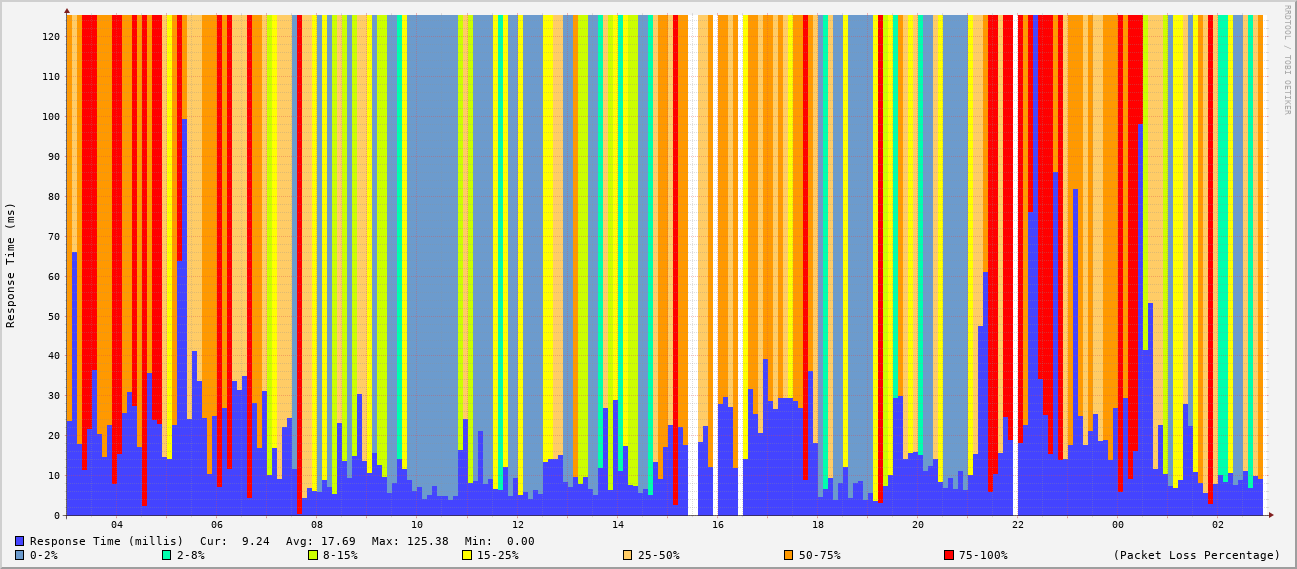 RRDTOOL / TOBI OETIKER
Response Time (ms)
120
110
100
90
80
70
60
50
40
30
20
10
0
04 06 08 10 12 14 16 18 20 22 00 02
Response Time (millis) Cur: 9.24 Avg: 17.69 Max: 125.38 Min: 0.00
0-2% 2-8% 8-15% 15-25% 25-50% 50-75% 75-100% (Packet Loss Percentage)